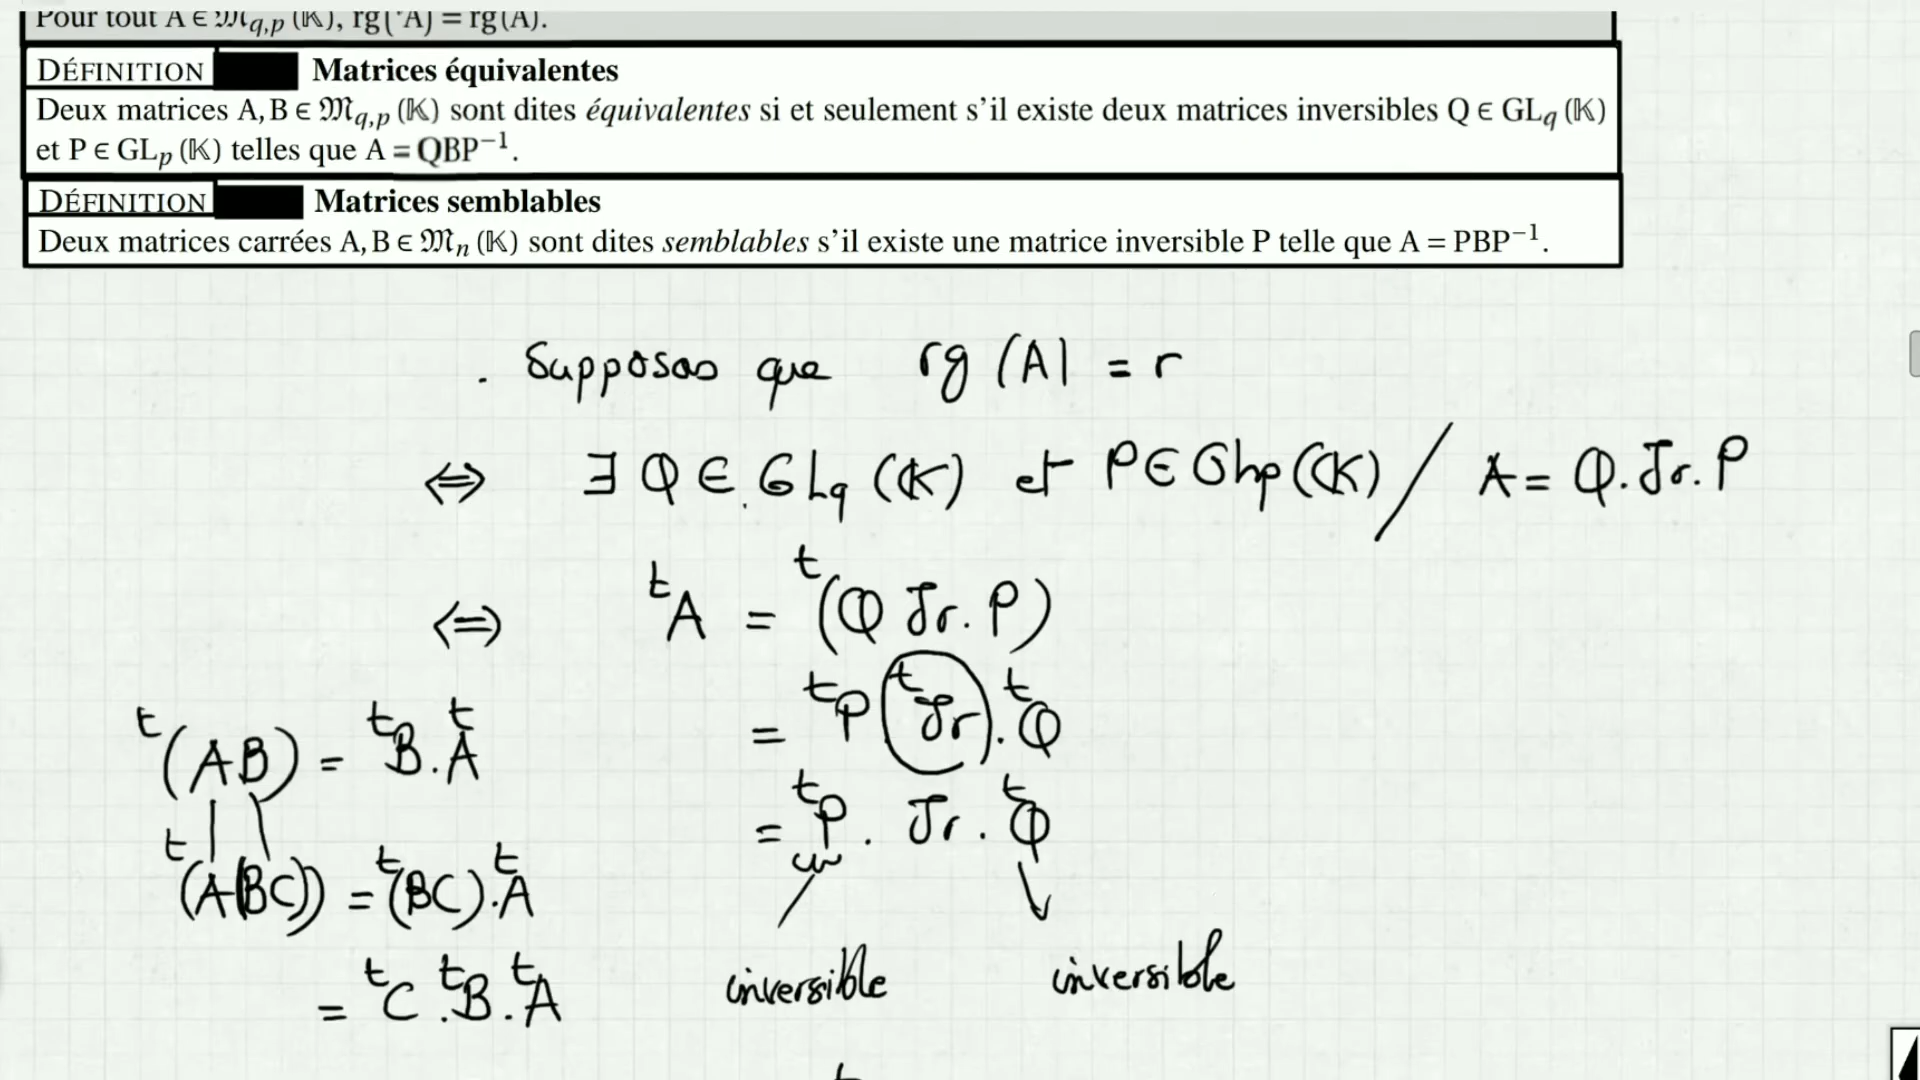 Pour tout A ∈ 𝔐q,p (𝕂), rg(ᵗA) = rg(A).
DÉFINITION Matrices équivalentes
Deux matrices A, B ∈ 𝔐q,p (𝕂) sont dites équivalentes si et seulement s'il existe deux matrices inversibles Q ∈ GLq (𝕂)
et P ∈ GLp (𝕂) telles que A = QBP⁻¹.
DÉFINITION Matrices semblables
Deux matrices carrées A, B ∈ 𝔐n (𝕂) sont dites semblables s'il existe une matrice inversible P telle que A = PBP⁻¹.
. Supposos que rg (A) = r
⇔ ∃ Q ∈ GLq (𝕂) et P ∈ GLp (𝕂) / A = Q.Jr.P
⇔ ᵗA = ᵗ(Q Jr. P)
= ᵗP (ᵗJr). ᵗQ
ᵗ(AB) = ᵗB.ᵗA
= ᵗP. Jr. ᵗQ
ᵗ(A(BC)) = ᵗ(BC).ᵗA
inversible inversible
= ᵗC.ᵗB.ᵗA
t